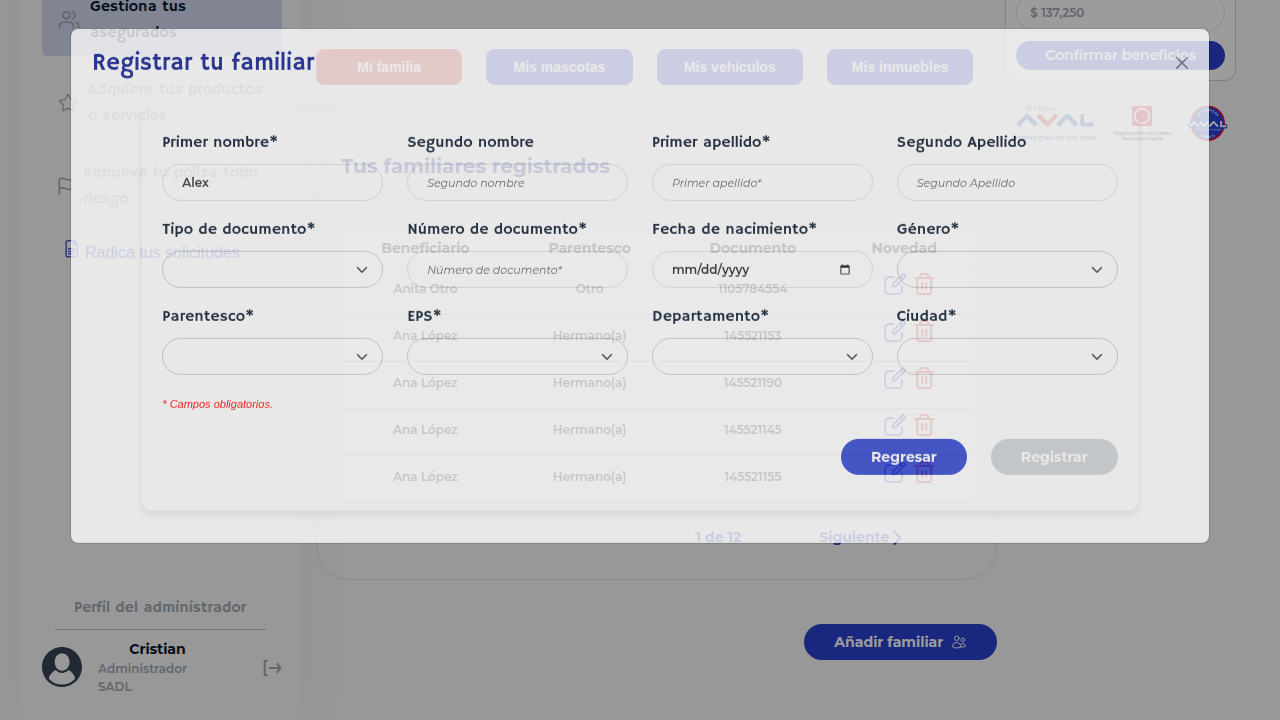 Gestiona tus
asegurados
$ 137,250
Registrar tu familiar
Mi familia
Mis mascotas
Mis vehículos
Mis inmuebles
Confirmar beneficios
Adquiere tus productos
o servicios
Grupo
AVAL
AVAL
Primer nombre*
Segundo nombre
Primer apellido*
Segundo Apellido
Tus familiares registrados
Renueva tu póliza todo
riesgo
Alex
Segundo nombre
Primer apellido*
Segundo Apellido
Tipo de documento*
Número de documento*
Fecha de nacimiento*
Género*
Radica tus solicitudes
Beneficiario
Parentesco
Documento
Novedad
Número de documento*
mm/dd/yyyy
Anita Otro
Otro
1105784554
Parentesco*
EPS*
Departamento*
Ciudad*
Ana López
Hermano(a)
145521153
Ana López
Hermano(a)
145521190
* Campos obligatorios.
Ana López
Hermano(a)
145521145
Regresar
Registrar
Ana López
Hermano(a)
145521155
1 de 12
Siguiente
Perfil del administrador
Añadir familiar
Cristian
Administrador
SADL